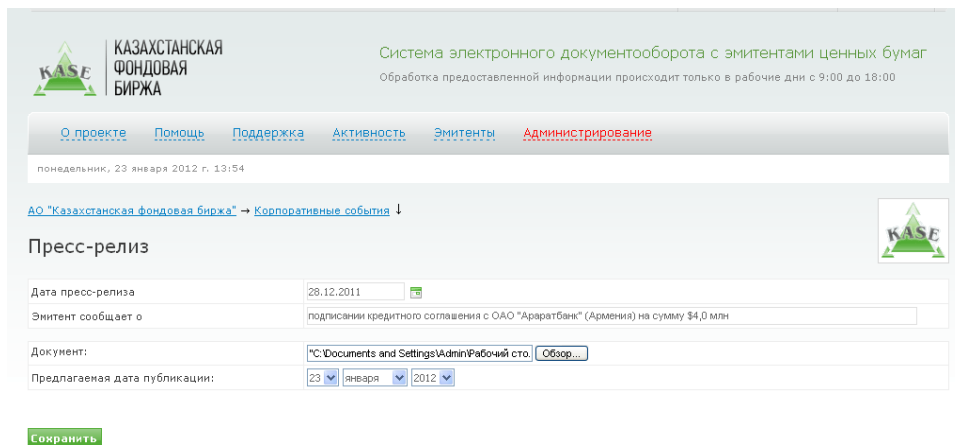 KASE
КАЗАХСТАНСКАЯ
ФОНДОВАЯ
БИРЖА
Система электронного документооборота с эмитентами ценных бумаг
Обработка предоставленной информации происходит только в рабочие дни с 9:00 до 18:00
О проекте Помощь Поддержка Активность Эмитенты Администрирование
понедельник, 23 января 2012 г. 13:54
АО "Казахстанская фондовая биржа" → Корпоративные события ↓
KASE
Пресс-релиз
Дата пресс-релиза 28.12.2011
Эмитент сообщает о подписании кредитного соглашения с ОАО "Араратбанк" (Армения) на сумму $4,0 млн
Документ: "C:\Documents and Settings\Admin\Рабочий сто. Обзор...
Предлагаемая дата публикации: 23 января 2012
Сохранить